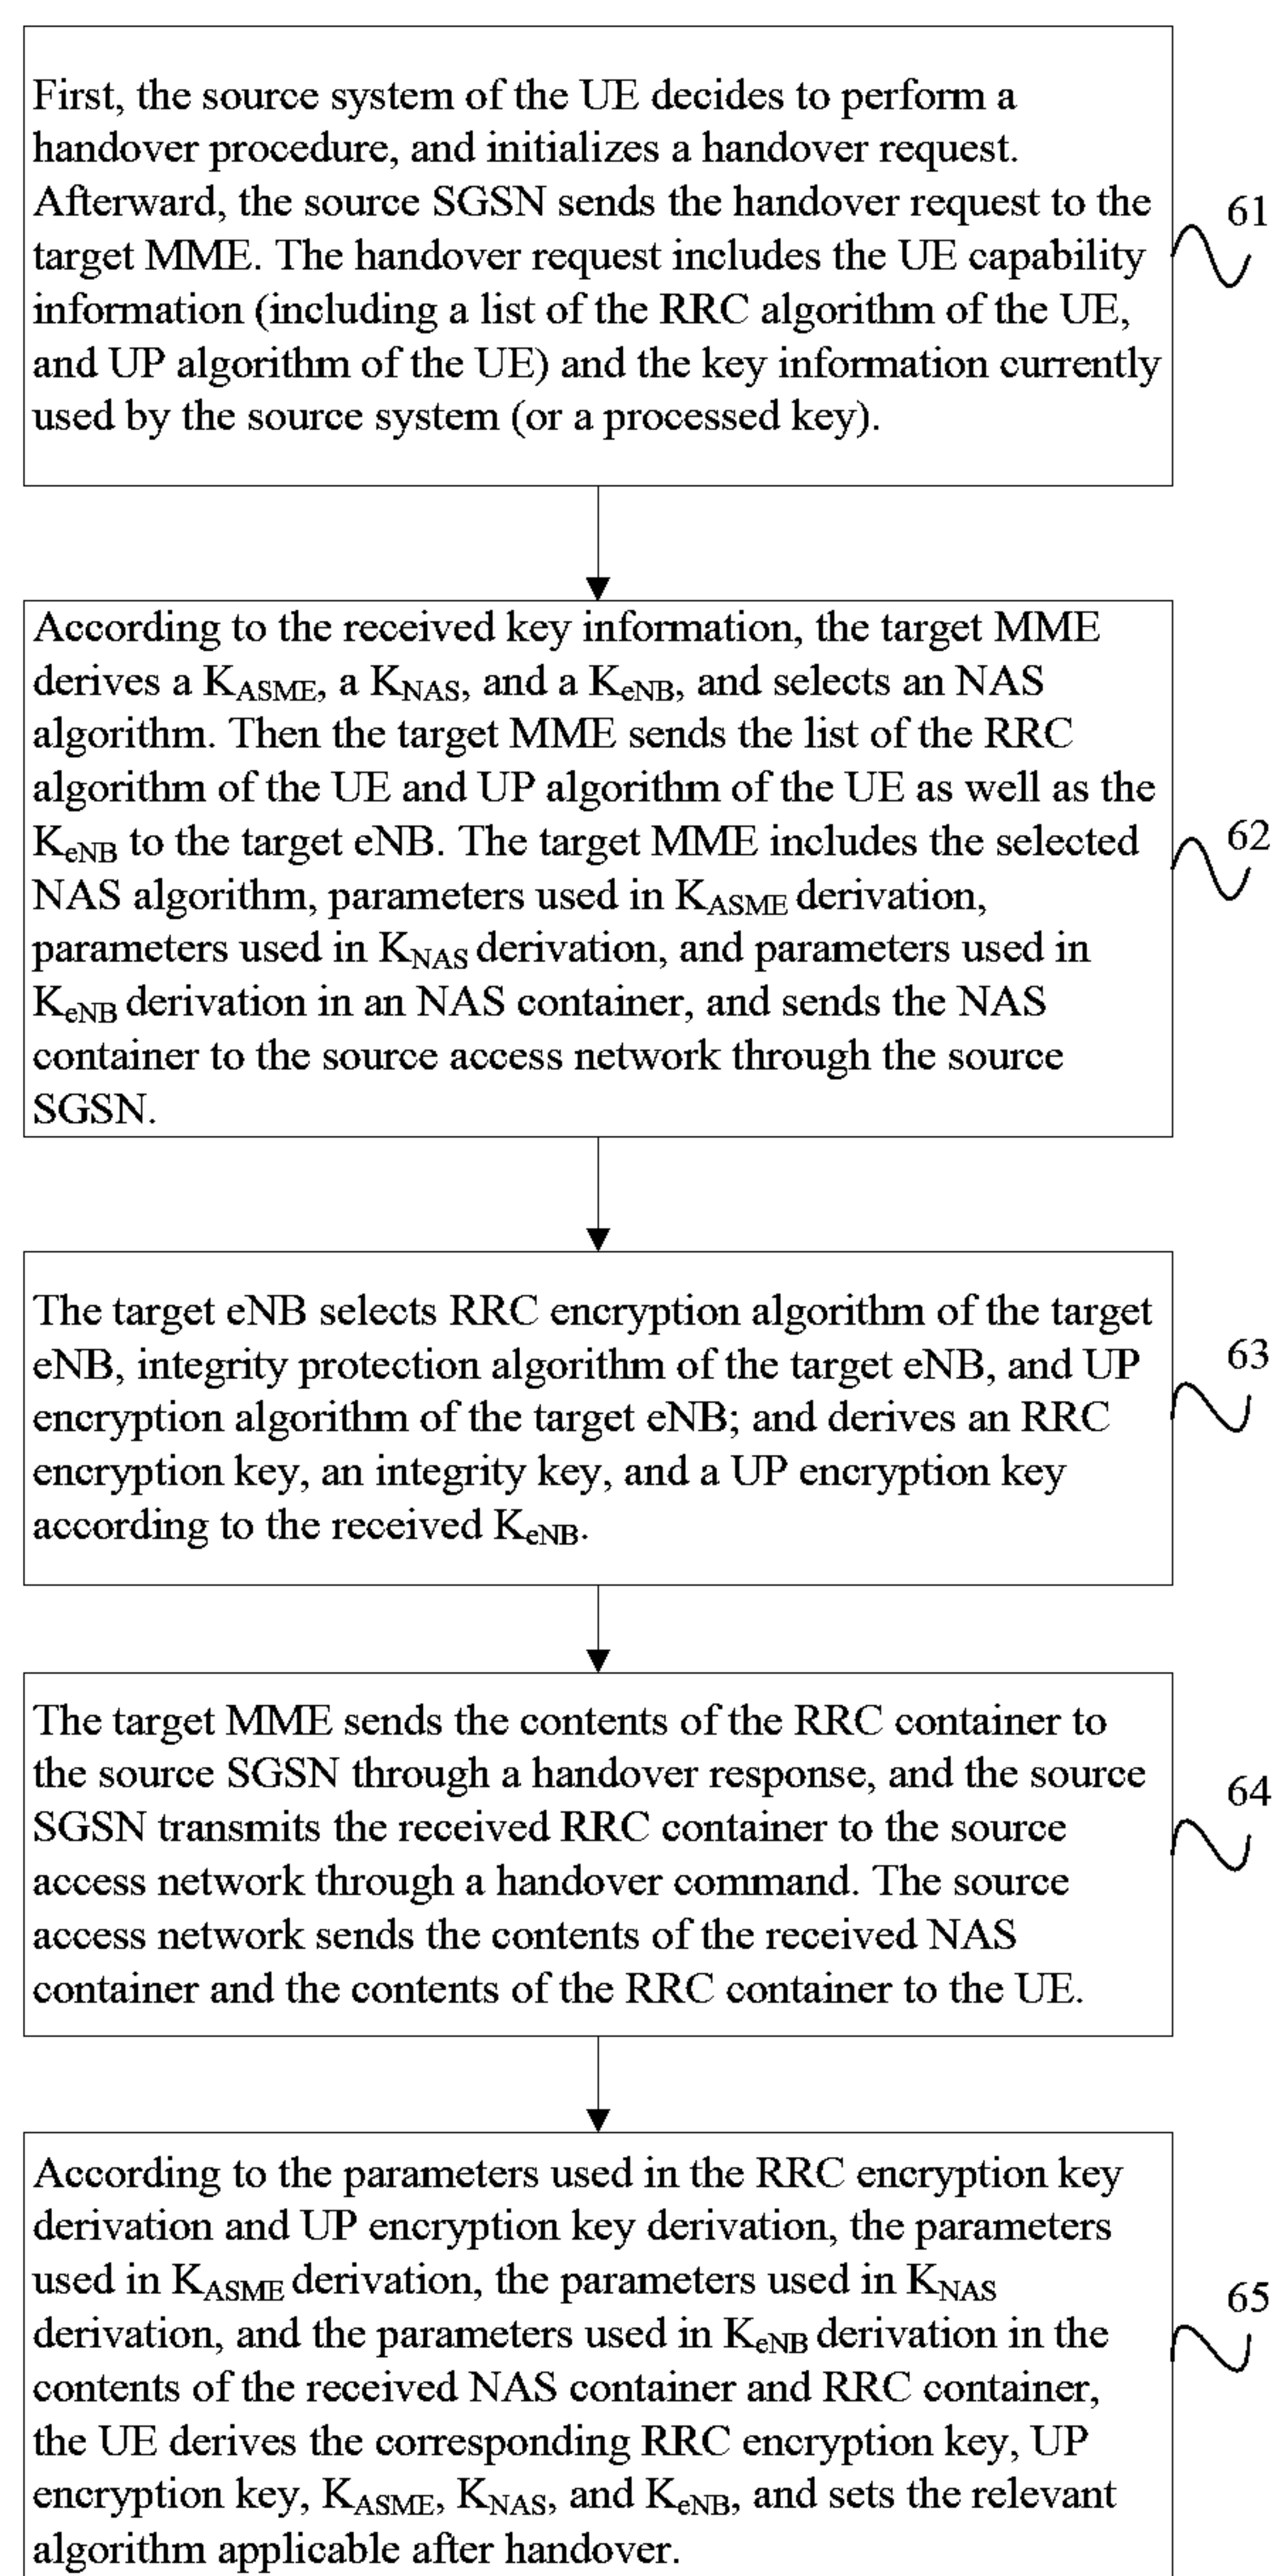 First, the source system of the UE decides to perform a
handover procedure, and initializes a handover request.
Afterward, the source SGSN sends the handover request to the
target MME. The handover request includes the UE capability
information (including a list of the RRC algorithm of the UE,
and UP algorithm of the UE) and the key information currently
used by the source system (or a processed key).
61
According to the received key information, the target MME
derives a KASME, a KNAS, and a KeNB, and selects an NAS
algorithm. Then the target MME sends the list of the RRC
algorithm of the UE and UP algorithm of the UE as well as the
KeNB to the target eNB. The target MME includes the selected
NAS algorithm, parameters used in KASME derivation,
parameters used in KNAS derivation, and parameters used in
KeNB derivation in an NAS container, and sends the NAS
container to the source access network through the source
SGSN.
62
The target eNB selects RRC encryption algorithm of the target
eNB, integrity protection algorithm of the target eNB, and UP
encryption algorithm of the target eNB; and derives an RRC
encryption key, an integrity key, and a UP encryption key
according to the received KeNB.
63
The target MME sends the contents of the RRC container to
the source SGSN through a handover response, and the source
SGSN transmits the received RRC container to the source
access network through a handover command. The source
access network sends the contents of the received NAS
container and the contents of the RRC container to the UE.
64
According to the parameters used in the RRC encryption key
derivation and UP encryption key derivation, the parameters
used in KASME derivation, the parameters used in KNAS
derivation, and the parameters used in KeNB derivation in the
contents of the received NAS container and RRC container,
the UE derives the corresponding RRC encryption key, UP
encryption key, KASME, KNAS, and KeNB, and sets the relevant
algorithm applicable after handover.
65